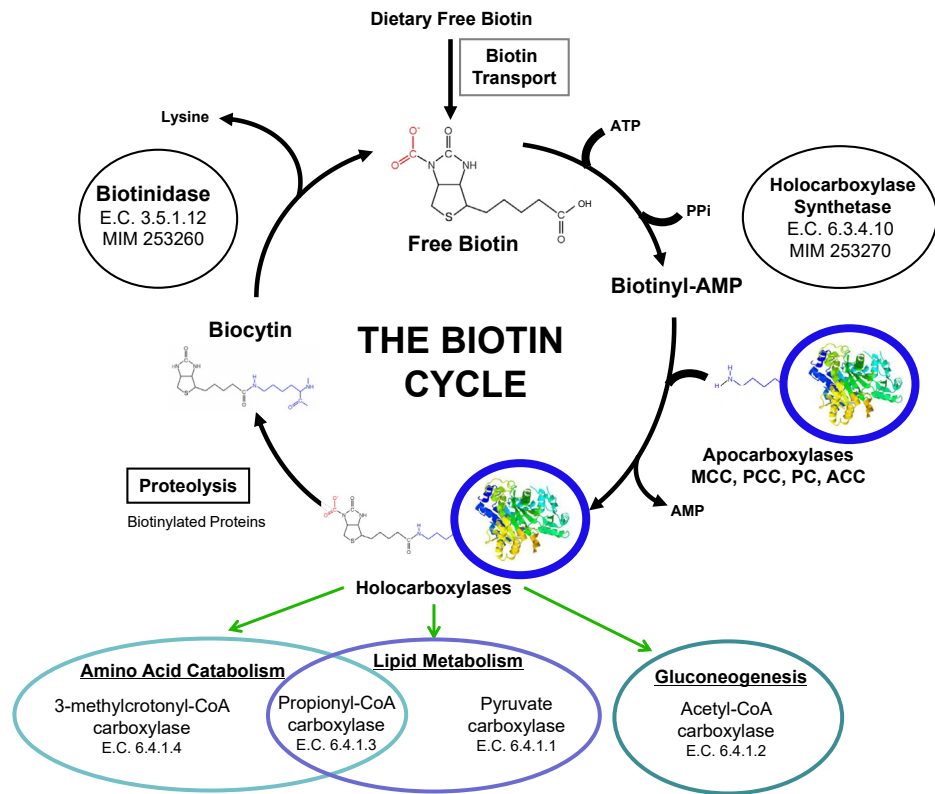 Dietary Free Biotin
Biotin
Transport
Lysine
ATP
Biotinidase
E.C. 3.5.1.12
MIM 253260
O⁻
O
C
O
C
N
NH
S
OH
C
O
Free Biotin
PPi
Holocarboxylase
Synthetase
E.C. 6.3.4.10
MIM 253270
Biotinyl-AMP
Biocytin
THE BIOTIN
CYCLE
Apocarboxylases
MCC, PCC, PC, ACC
Proteolysis
Biotinylated Proteins
AMP
Holocarboxylases
Amino Acid Catabolism
3-methylcrotonyl-CoA
carboxylase
E.C. 6.4.1.4
Propionyl-CoA
carboxylase
E.C. 6.4.1.3
Lipid Metabolism
Pyruvate
carboxylase
E.C. 6.4.1.1
Gluconeogenesis
Acetyl-CoA
carboxylase
E.C. 6.4.1.2